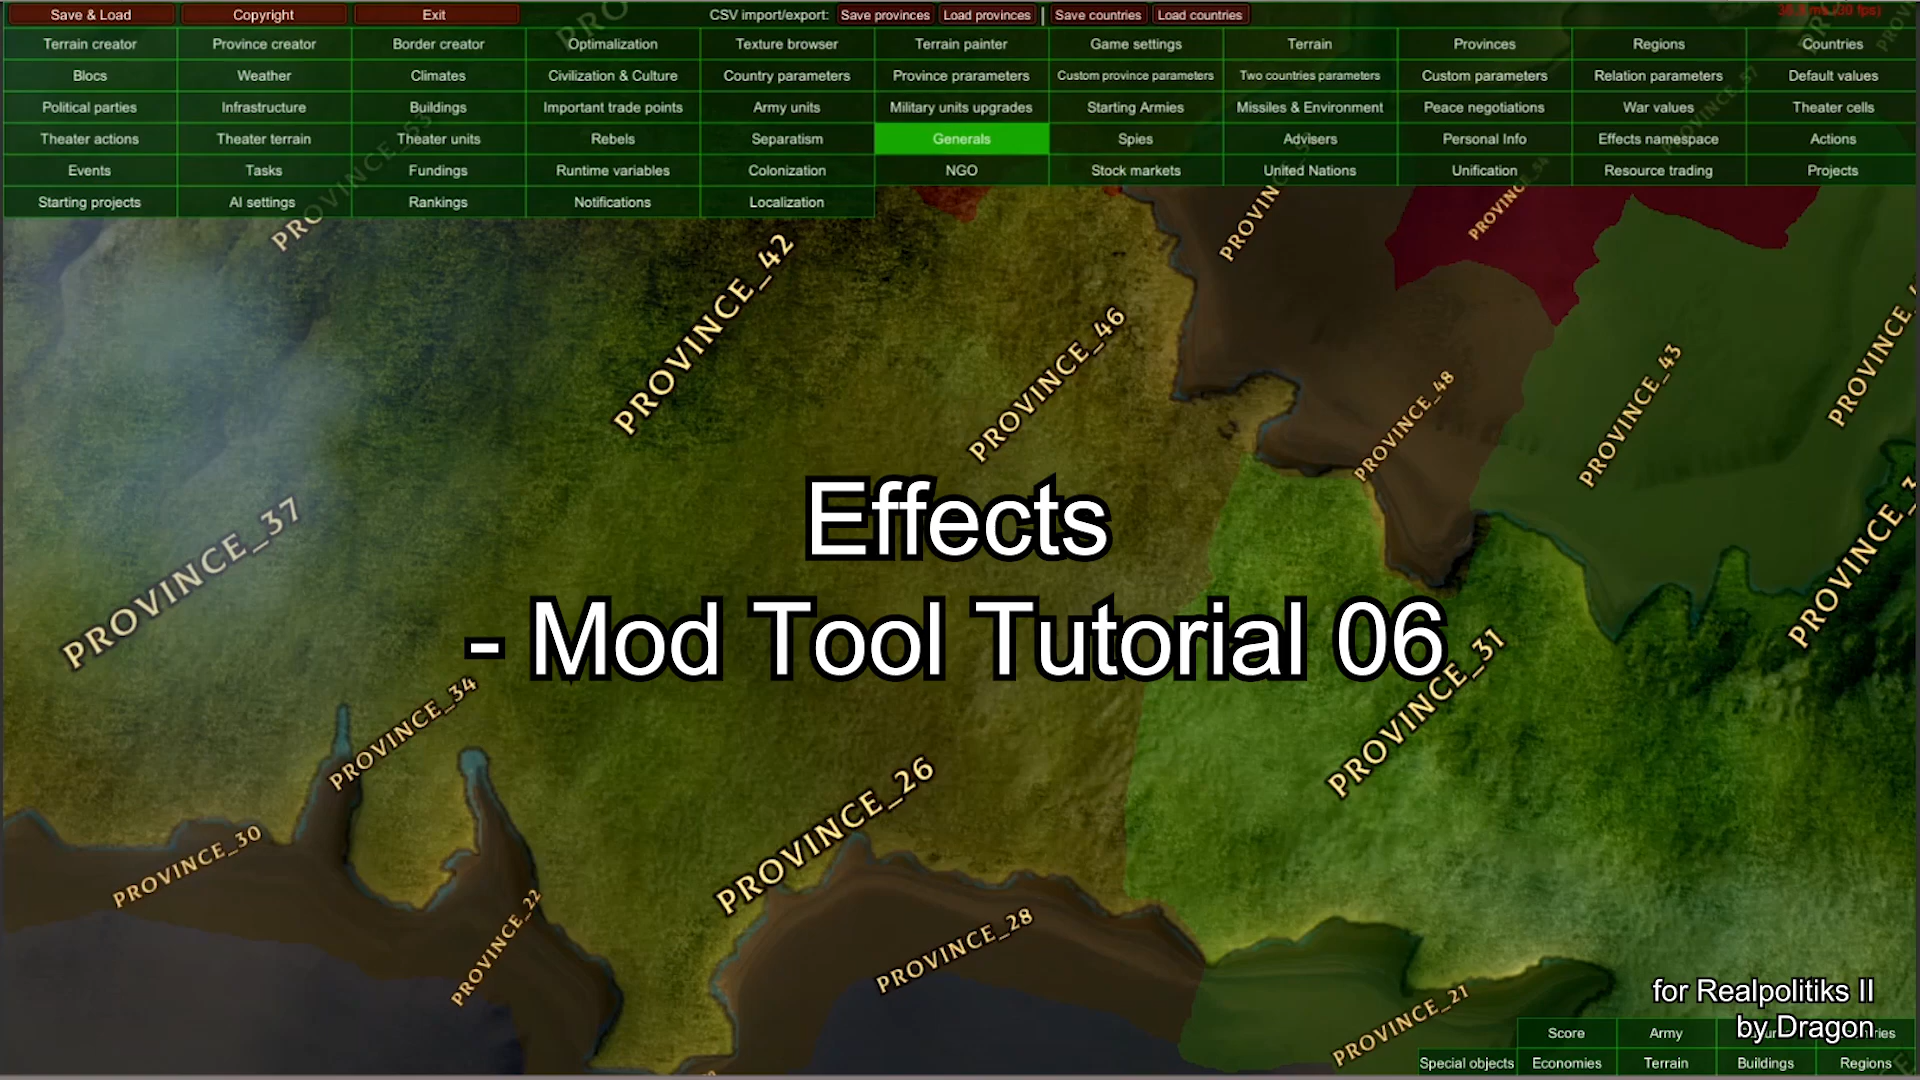 Save & Load Copyright Exit CSV import/export: Save provinces Load provinces | Save countries Load countries
Terrain creator Province creator Border creator Optimalization Texture browser Terrain painter Game settings Terrain Provinces Regions Countries
Blocs Weather Climates Civilization & Culture Country parameters Province prarameters Custom province parameters Two countries parameters Custom parameters Relation parameters Default values
Political parties Infrastructure Buildings Important trade points Army units Military units upgrades Starting Armies Missiles & Environment Peace negotiations War values Theater cells
Theater actions Theater terrain Theater units Rebels Separatism Generals Spies Advisers Personal Info Effects namespace Actions
Events Tasks Fundings Runtime variables Colonization NGO Stock markets United Nations Unification Resource trading Projects
Starting projects AI settings Rankings Notifications Localization
PROVINCE_42
PROVINCE_46
PROVINCE_48
PROVINCE_43
PROVINCE_37
Effects
- Mod Tool Tutorial 06
PROVINCE_31
PROVINCE_34
PROVINCE_26
PROVINCE_30
PROVINCE_22
PROVINCE_28
PROVINCE_21
for Realpolitiks II
by Dragon
Score Army
Special objects Economies Terrain Buildings Regions